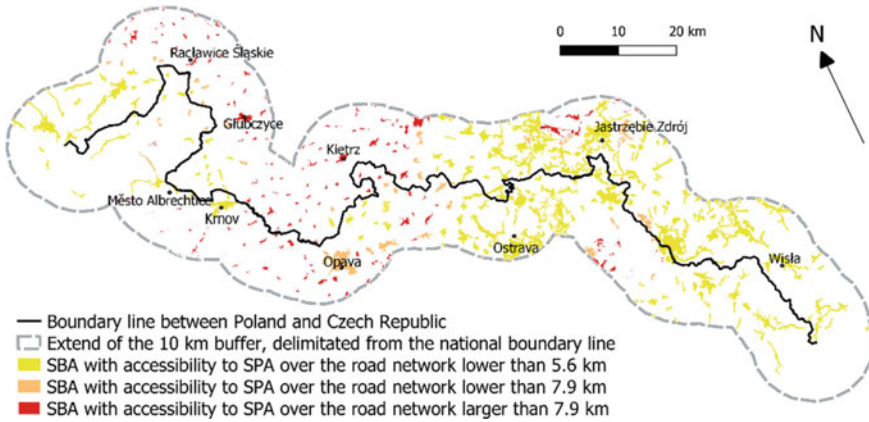 0 10 20 km
N
Racławice Śląskie
Głubczyce
Jastrzębie Zdrój
Kietrz
Město Albrechtice
Krnov
Ostrava
Opava
Wisła
Boundary line between Poland and Czech Republic
Extend of the 10 km buffer, delimitated from the national boundary line
SBA with accessibility to SPA over the road network lower than 5.6 km
SBA with accessibility to SPA over the road network lower than 7.9 km
SBA with accessibility to SPA over the road network larger than 7.9 km